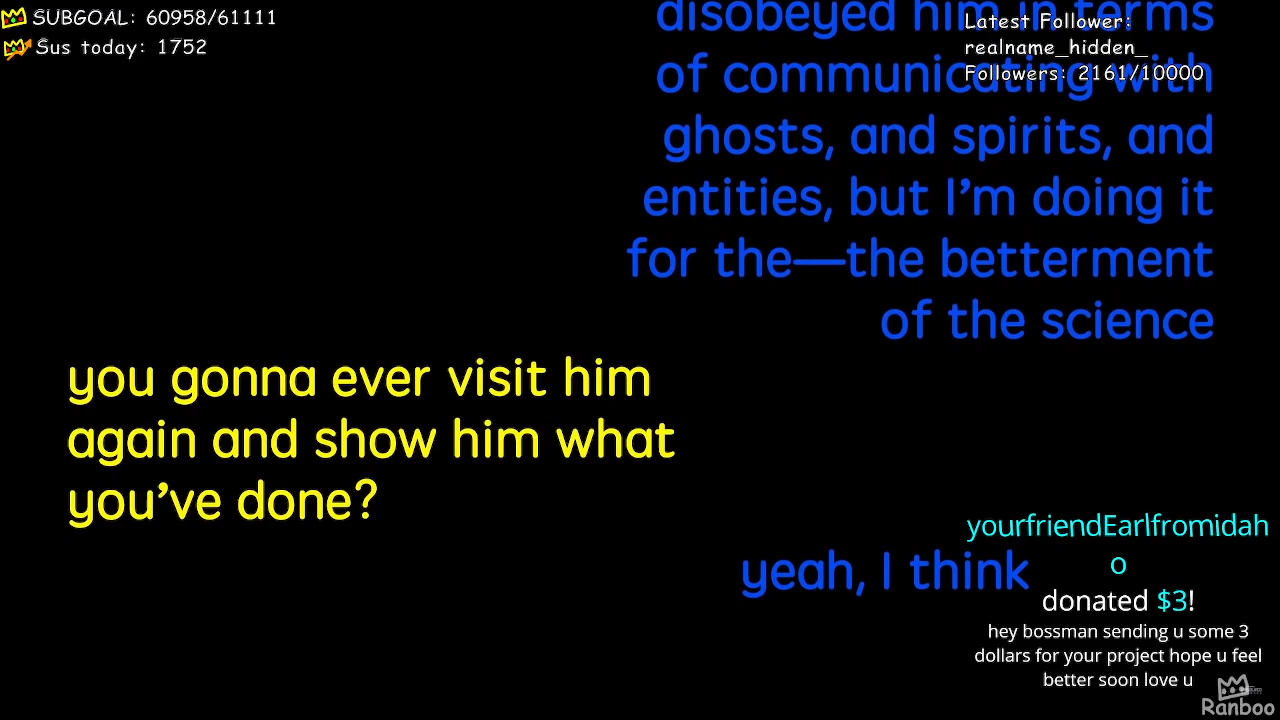 SUBGOAL: 60958/61111
Sus today: 1752
Latest Follower:
realname_hidden_
Followers: 2161/10000
disobeyed him in terms
of communicating with
ghosts, and spirits, and
entities, but I’m doing it
for the—the betterment
of the science
you gonna ever visit him
again and show him what
you’ve done?
yeah, I think
yourfriendEarlfromidah
o
donated $3!
hey bossman sending u some 3
dollars for your project hope u feel
better soon love u
Ranboo